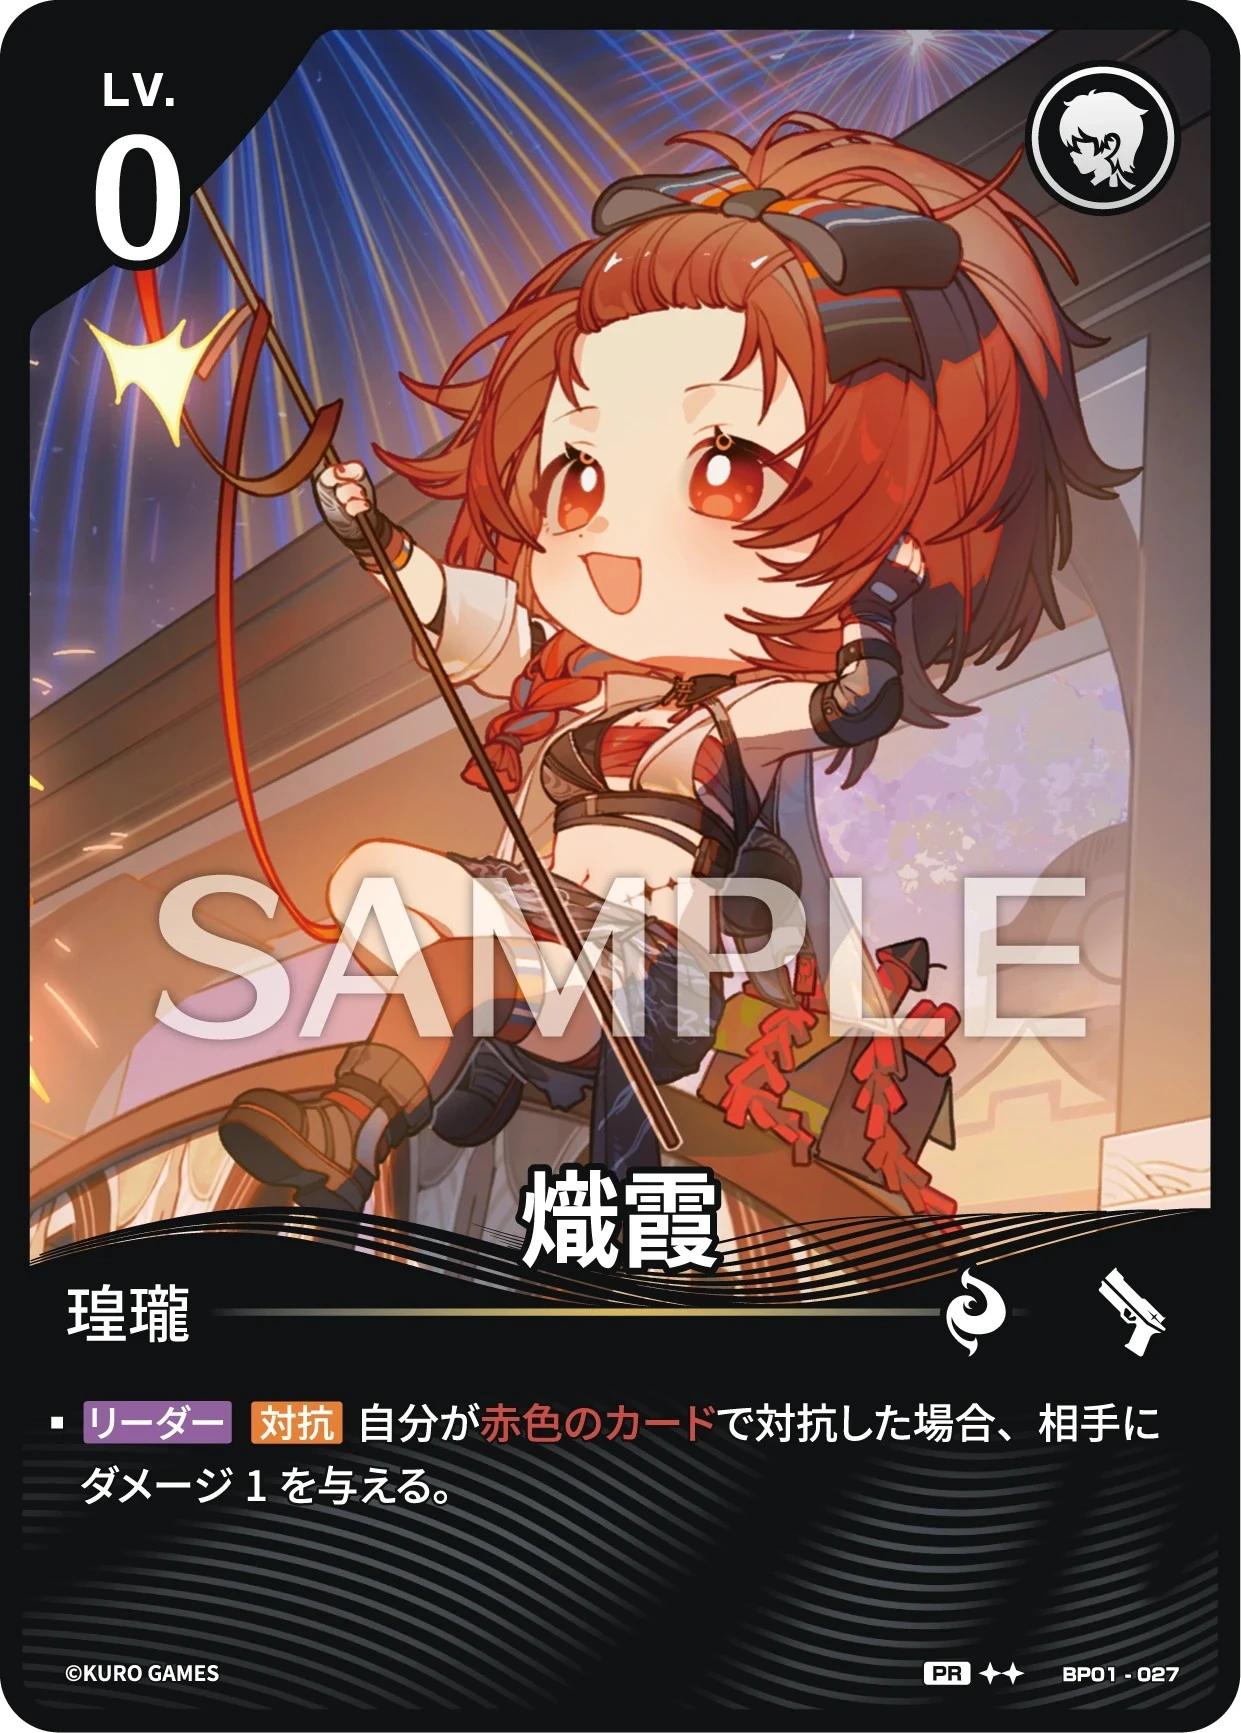 LV.
0
SAMPLE
熾霞
瑝瓏
▪ リーダー 対抗 自分が赤色のカードで対抗した場合、相手に
ダメージ 1 を与える。
©KURO GAMES
PR BP01 - 027